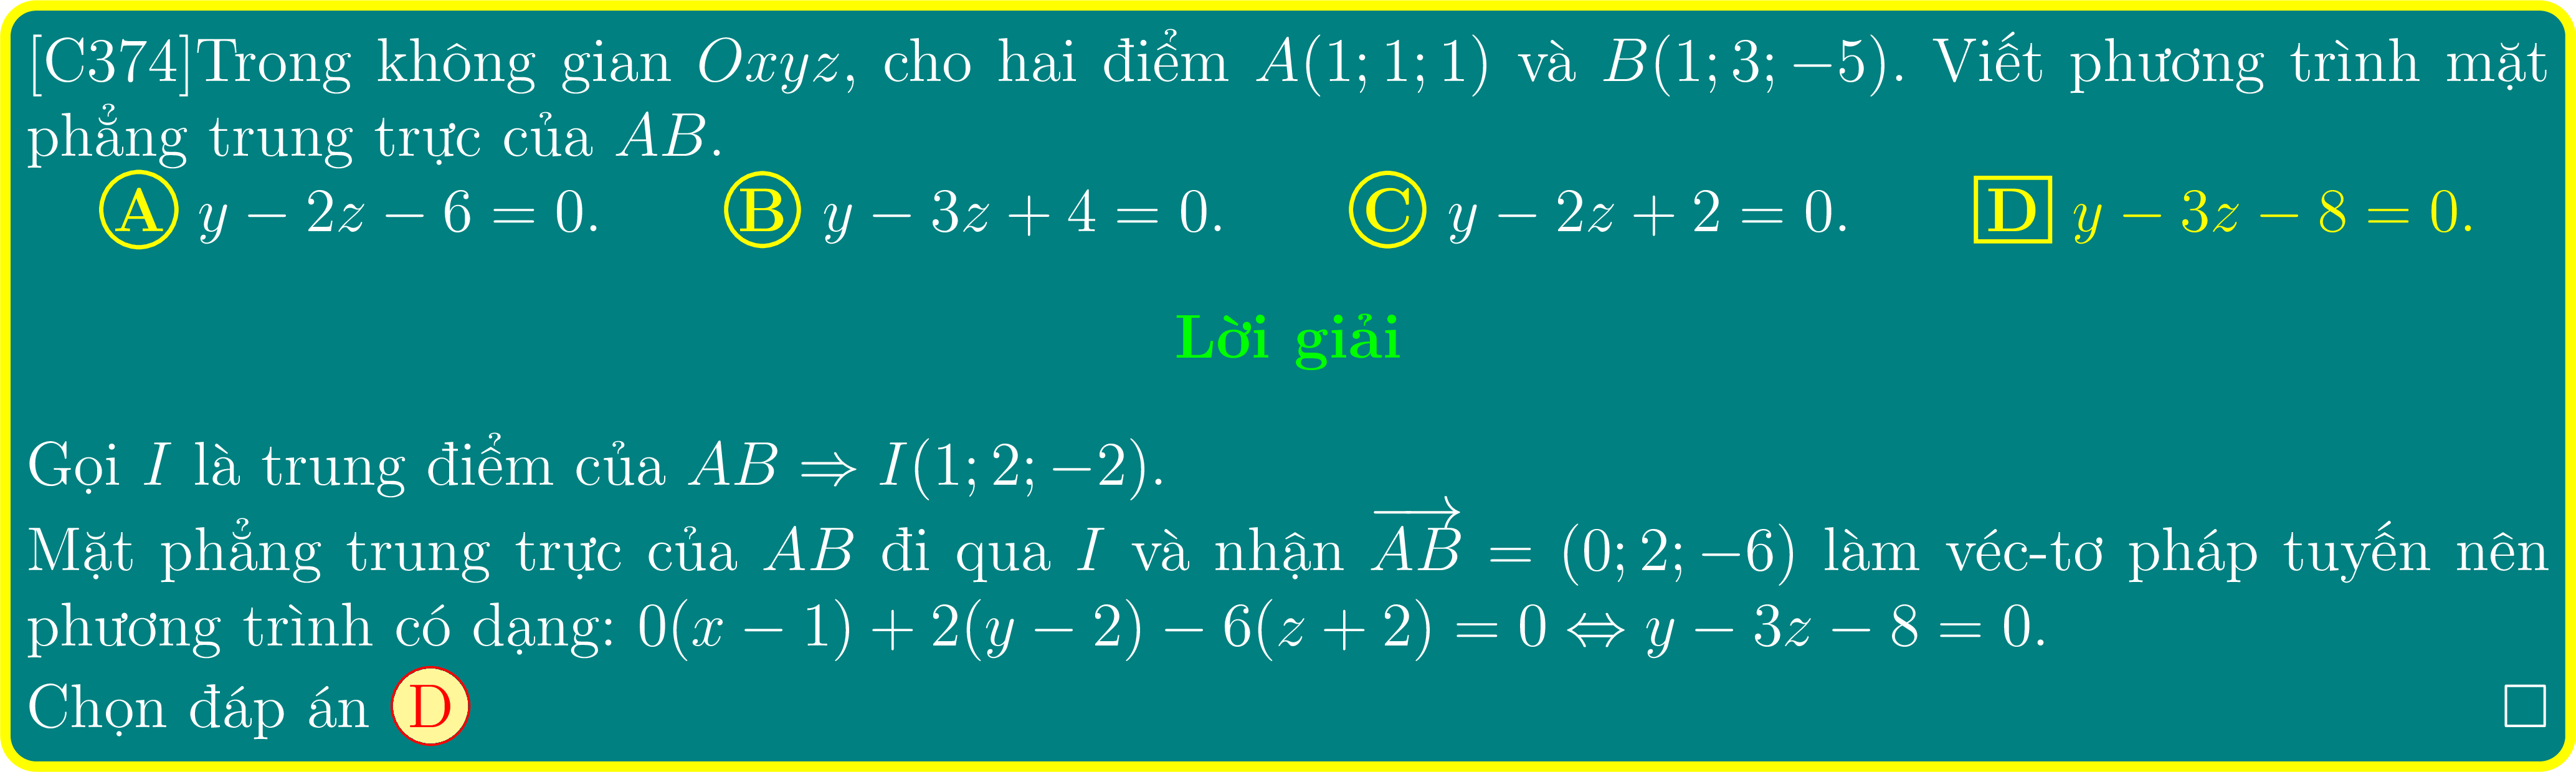 [C374]Trong không gian Oxyz, cho hai điểm A(1; 1; 1) và B(1; 3; −5). Viết phương trình mặt
phẳng trung trực của AB.
A y − 2z − 6 = 0. B y − 3z + 4 = 0. C y − 2z + 2 = 0. D y − 3z − 8 = 0.
Lời giải
Gọi I là trung điểm của AB ⇒ I(1; 2; −2).
Mặt phẳng trung trực của AB đi qua I và nhận \overrightarrow{AB} = (0; 2; −6) làm véc-tơ pháp tuyến nên
phương trình có dạng: 0(x − 1) + 2(y − 2) − 6(z + 2) = 0 ⇔ y − 3z − 8 = 0.
Chọn đáp án D □